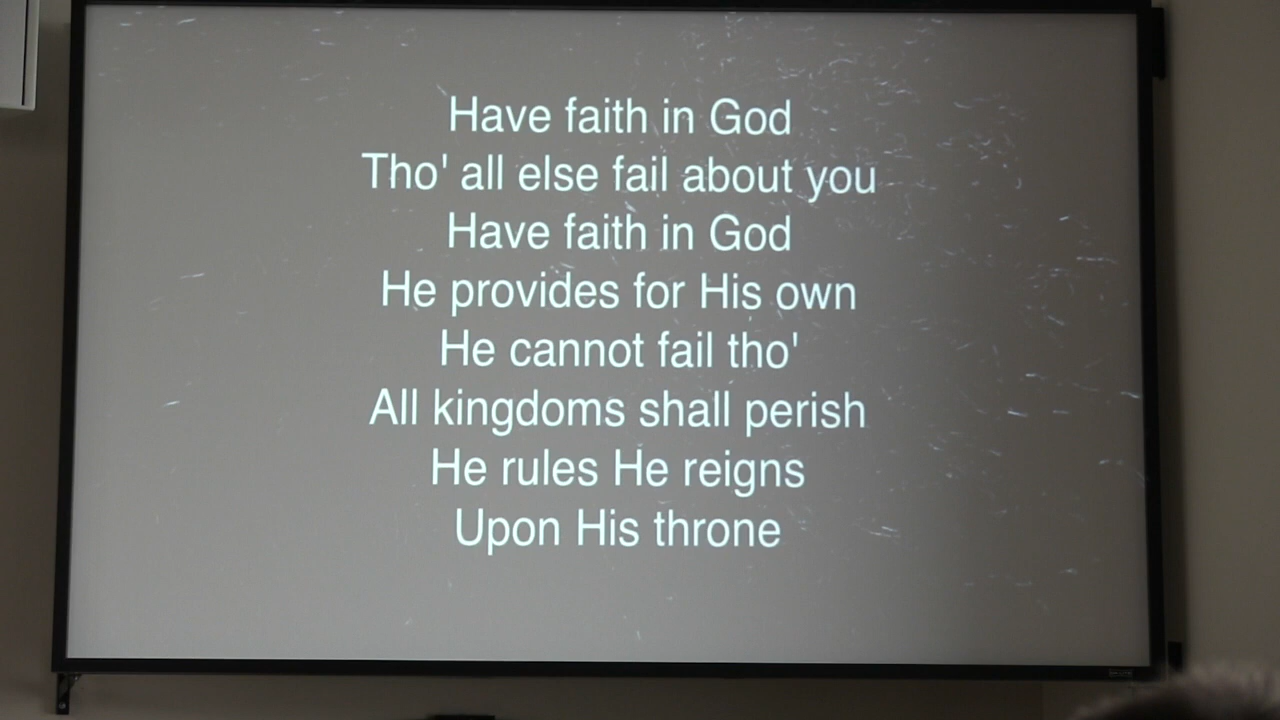 Have faith in God
Tho' all else fail about you
Have faith in God
He provides for His own
He cannot fail tho'
All kingdoms shall perish
He rules He reigns
Upon His throne